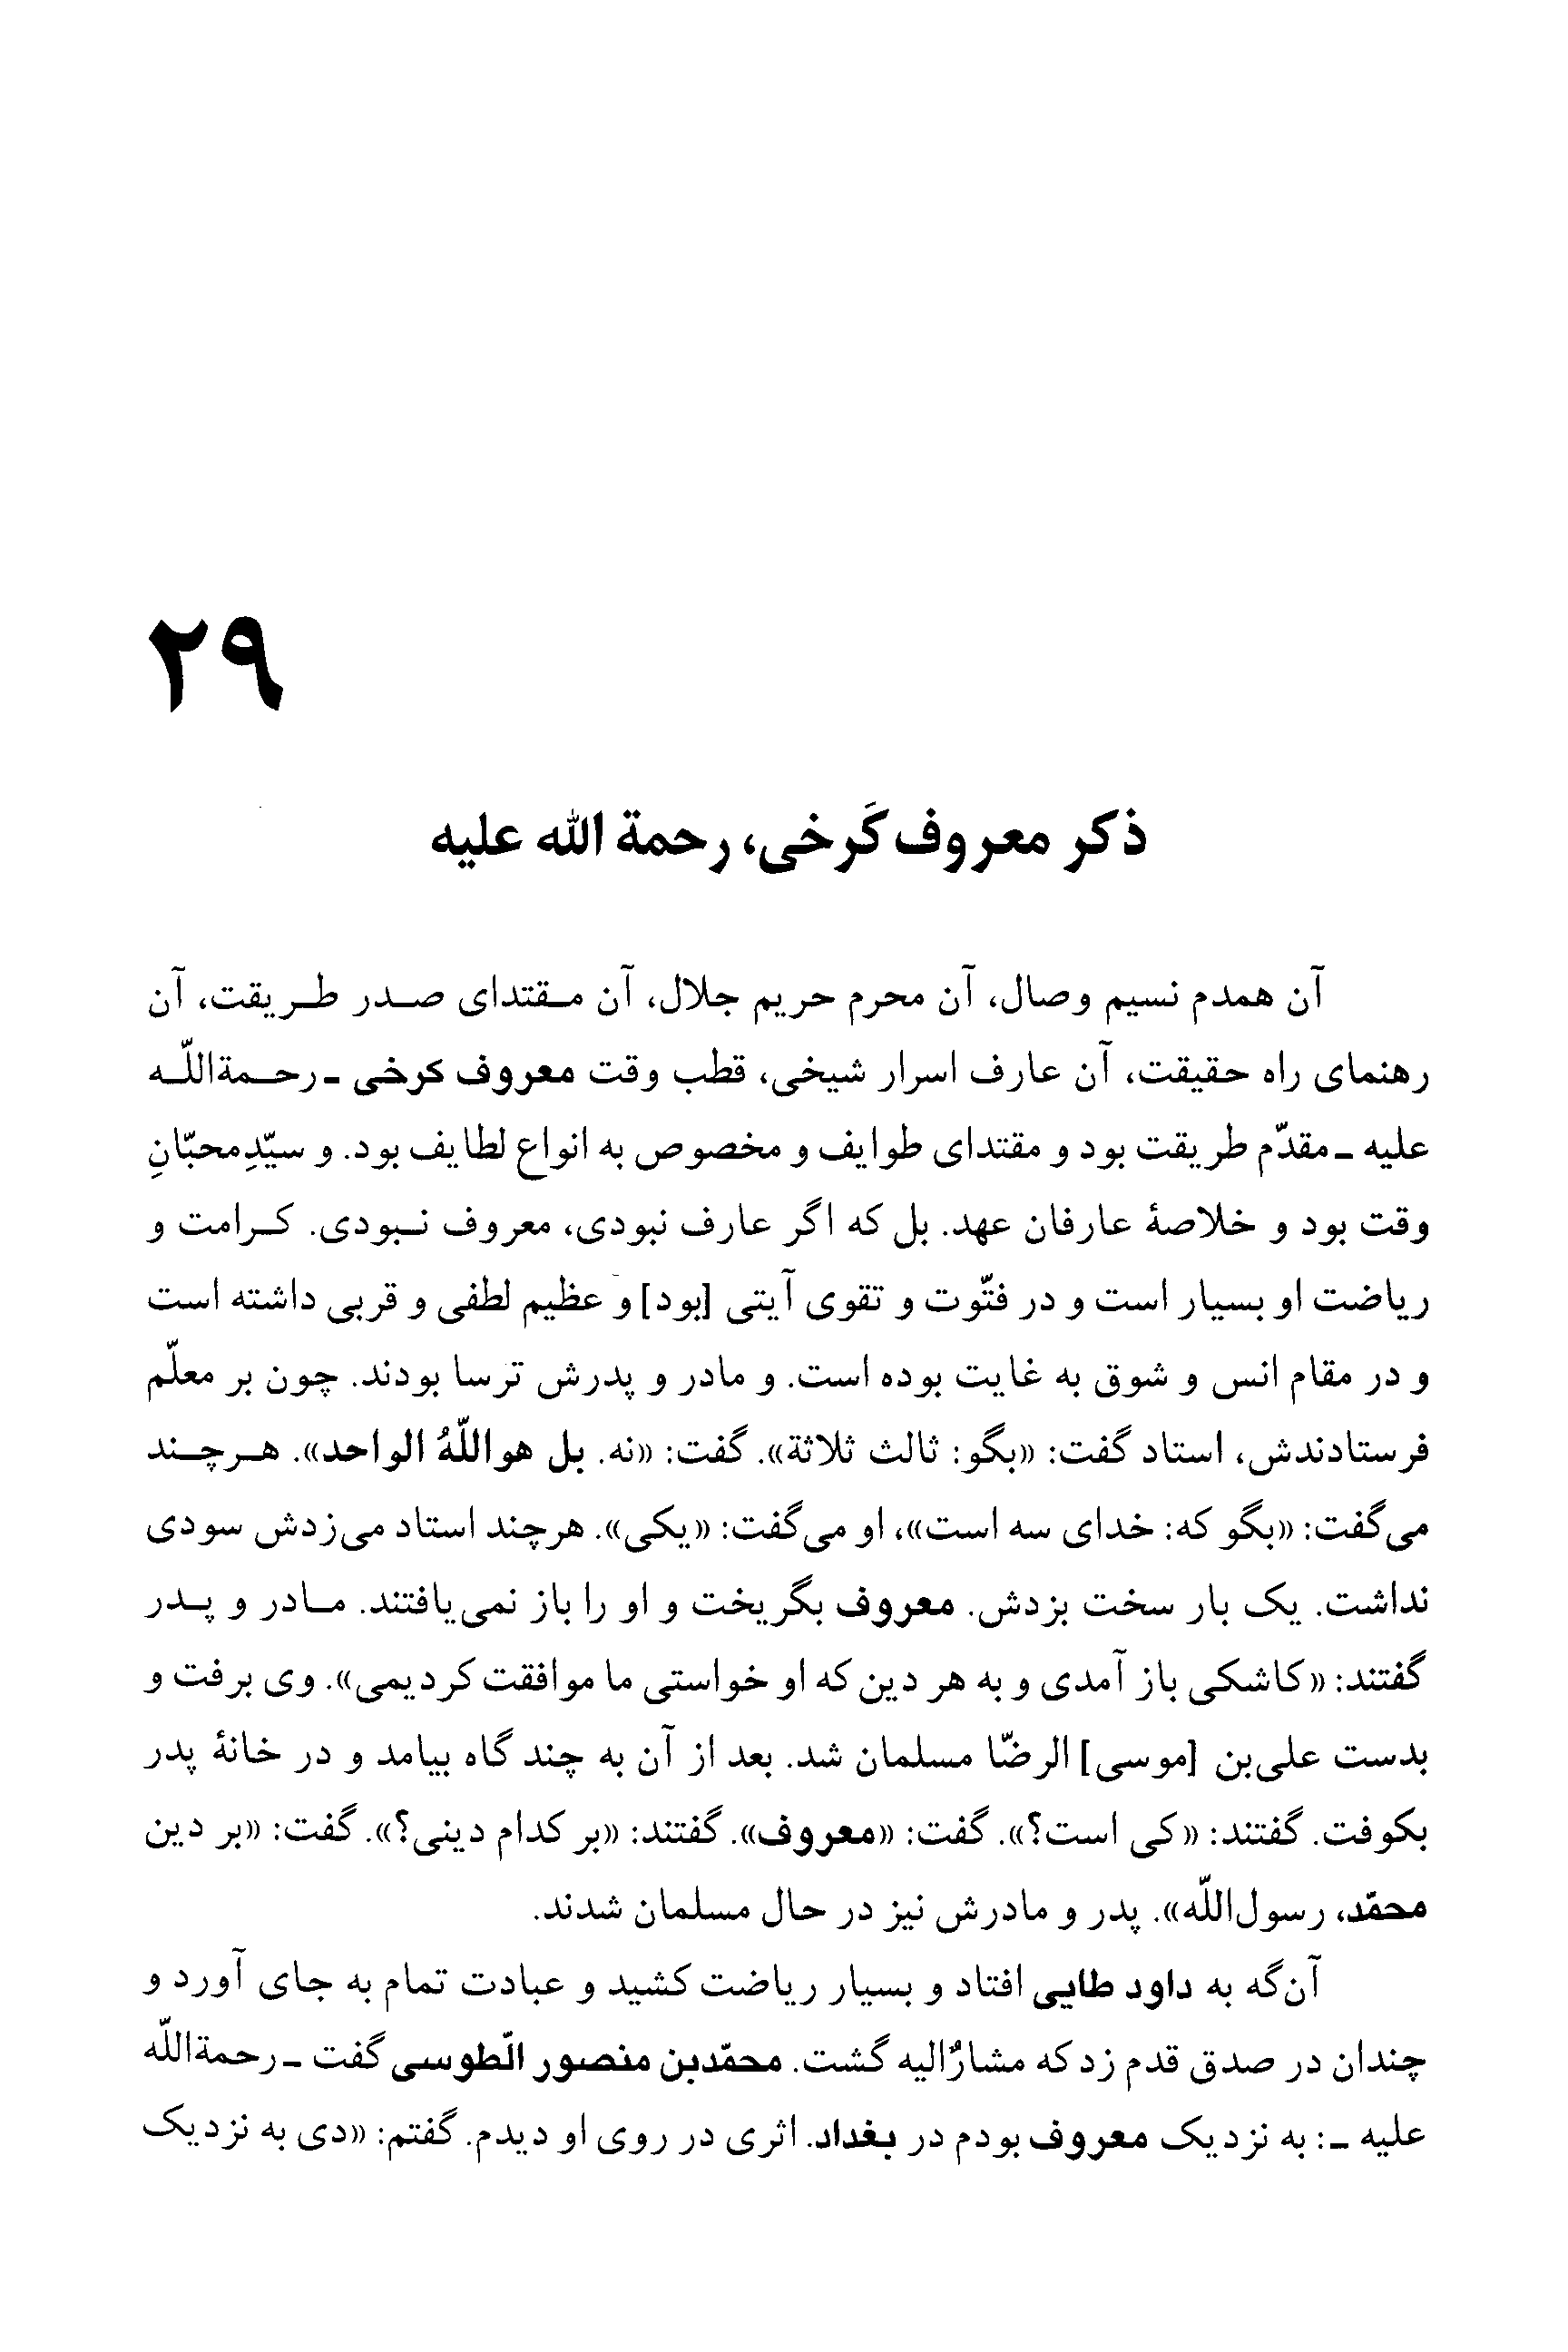 ۲۹
ذکر معروف کَرخی، رحمة الله علیه
آن همدم نسیم وصال، آن محرم حریم جلال، آن مقتدای صدر طریقت، آن
رهنمای راه حقیقت، آن عارف اسرار شیخی، قطب وقت معروف کرخی ـ رحمةاللّه
علیه ـ مقدّم طریقت بود و مقتدای طوایف و مخصوص به انواع لطایف بود. و سیّدِ محبّانِ
وقت بود و خلاصهٔ عارفان عهد. بل که اگر عارف نبودی، معروف نبودی. کرامت و
ریاضت او بسیار است و در فتّوت و تقوی آیتی [بود] و عظیم لطفی و قربی داشته است
و در مقام انس و شوق به غایت بوده است. و مادر و پدرش ترسا بودند. چون بر معلّم
فرستادندش، استاد گفت: «بگو: ثالث ثلاثة». گفت: «نه. بل هواللّهُ الواحد». هرچند
می‌گفت: «بگو که: خدای سه است»، او می‌گفت: «یکی». هرچند استاد می‌زدش سودی
نداشت. یک بار سخت بزدش. معروف بگریخت و او را باز نمی‌یافتند. مادر و پدر
گفتند: «کاشکی باز آمدی و به هر دین که او خواستی ما موافقت کردیمی». وی برفت و
بدست علی‌بن [موسی] الرضّا مسلمان شد. بعد از آن به چند گاه بیامد و در خانهٔ پدر
بکوفت. گفتند: «کی است؟». گفت: «معروف». گفتند: «بر کدام دینی؟». گفت: «بر دین
محمّد، رسول‌اللّه». پدر و مادرش نیز در حال مسلمان شدند.
آن‌گه به داود طایی افتاد و بسیار ریاضت کشید و عبادت تمام به جای آورد و
چندان در صدق قدم زد که مشارٌالیه گشت. محمّدبن منصور الّطوسی گفت ـ رحمةاللّه
علیه ـ: به نزدیک معروف بودم در بغداد. اثری در روی او دیدم. گفتم: «دی به نزدیک